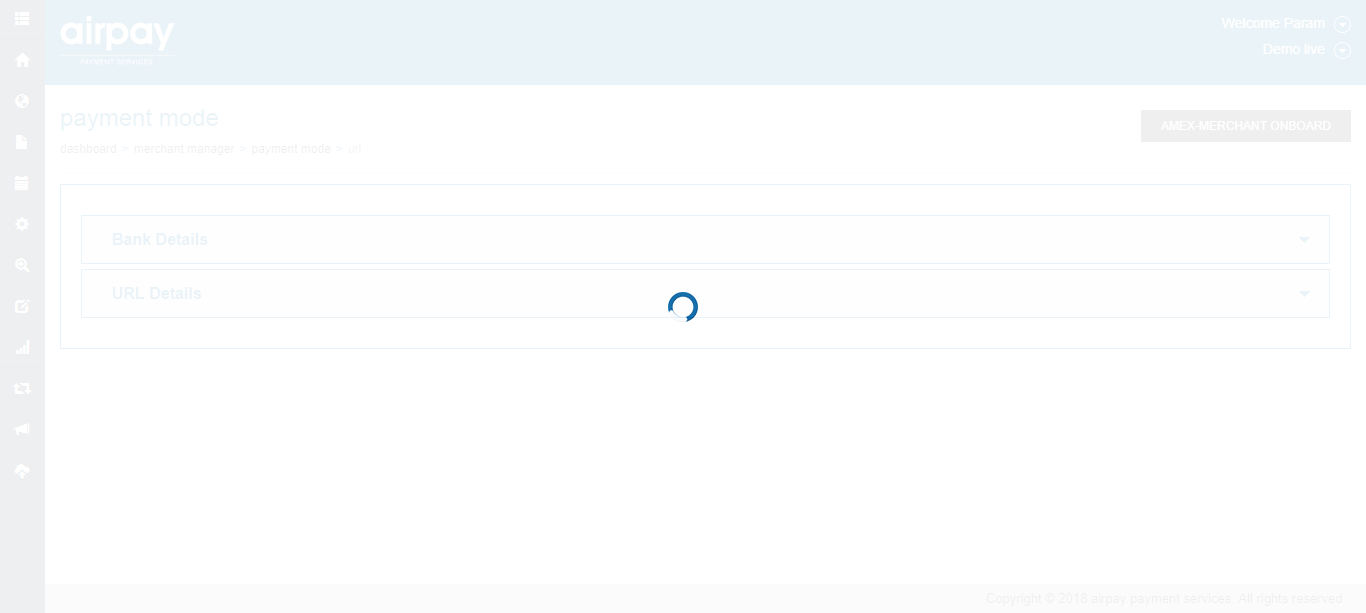 airpay
PAYMENT SERVICES
Welcome Param
Demo live
payment mode
AMEX-MERCHANT ONBOARD
dashboard > merchant manager > payment mode > url
Bank Details
URL Details
Copyright © 2018 airpay payment services. All rights reserved.